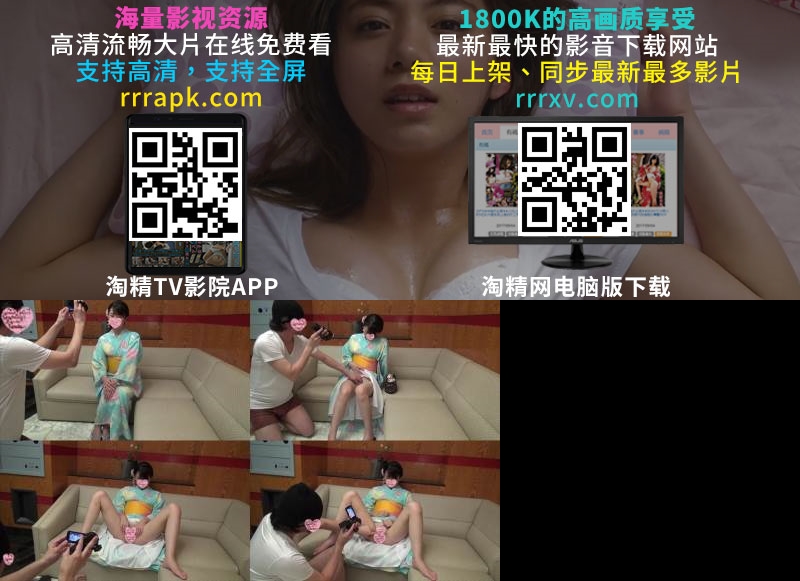 海量影视资源
高清流畅大片在线免费看
支持高清，支持全屏
rrrapk.com
淘精TV影院APP
1800K的高画质享受
最新最快的影音下载网站
每日上架、同步最新最多影片
rrrxv.com
淘精网电脑版下载